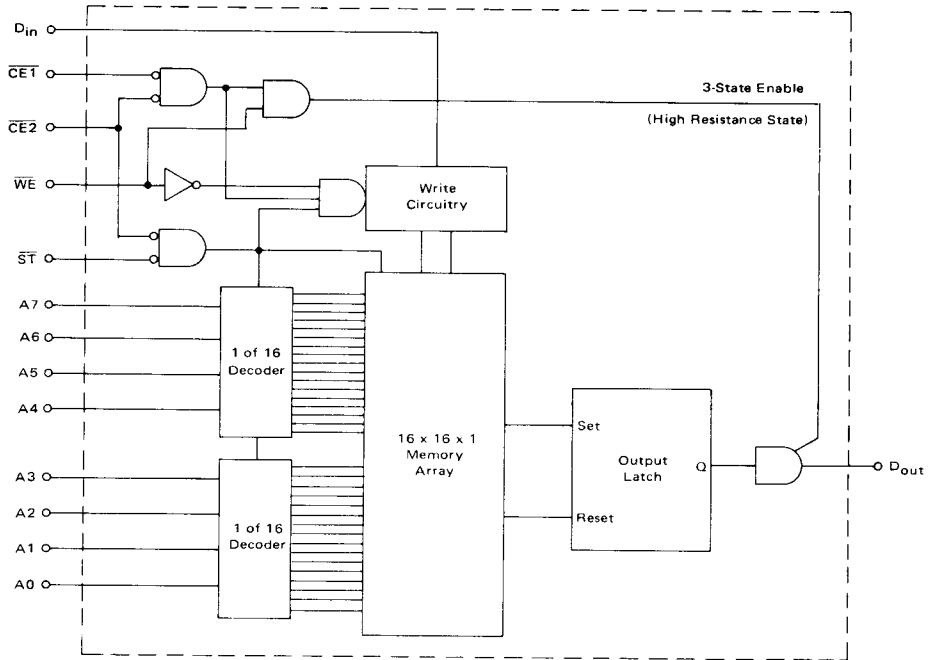 Din
CE1
CE2
WE
ST
A7
A6
A5
A4
A3
A2
A1
A0
3-State Enable
(High Resistance State)
Write
Circuitry
1 of 16
Decoder
1 of 16
Decoder
16 x 16 x 1
Memory
Array
Set
Reset
Output
Latch
Q
Dout